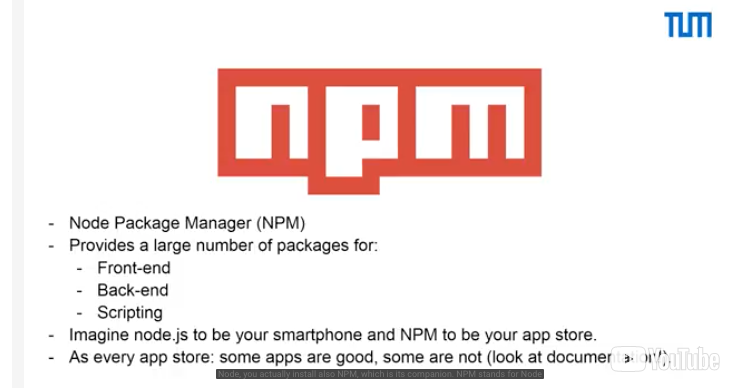 TUM
npm
- Node Package Manager (NPM)
- Provides a large number of packages for:
- Front-end
- Back-end
- Scripting
- Imagine node.js to be your smartphone and NPM to be your app store.
- As every app store: some apps are good, some are not (look at documentation!).
YouTube
Node, you actually install also NPM, which is its companion. NPM stands for Node